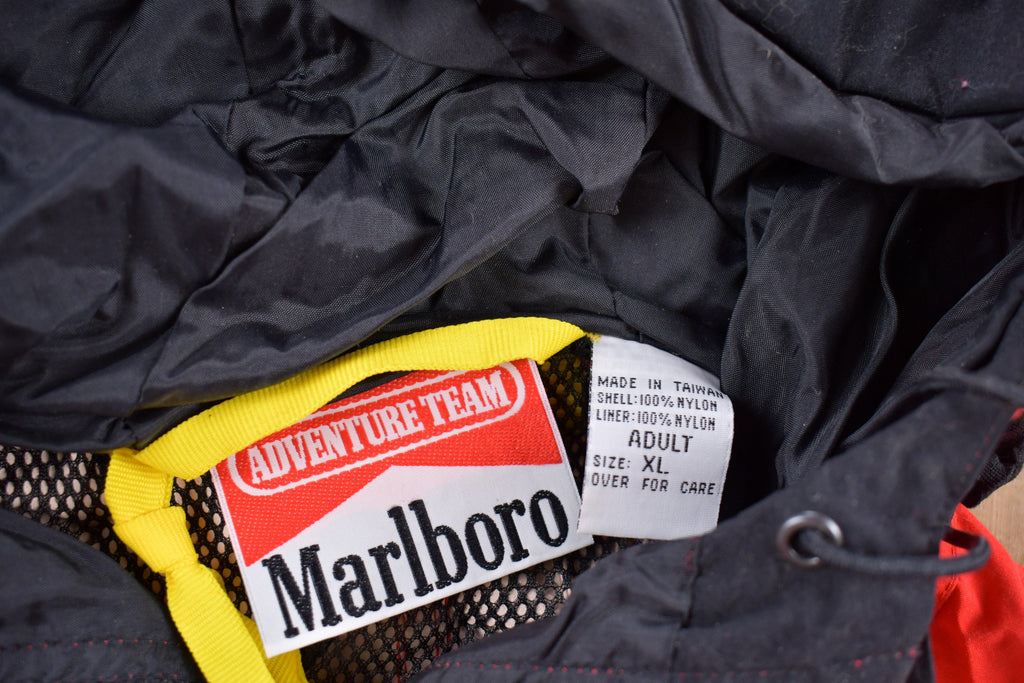 ADVENTURE TEAM
Marlboro
MADE IN TAIWAN
SHELL:100% NYLON
LINER:100% NYLON
ADULT
SIZE: XL
OVER FOR CARE